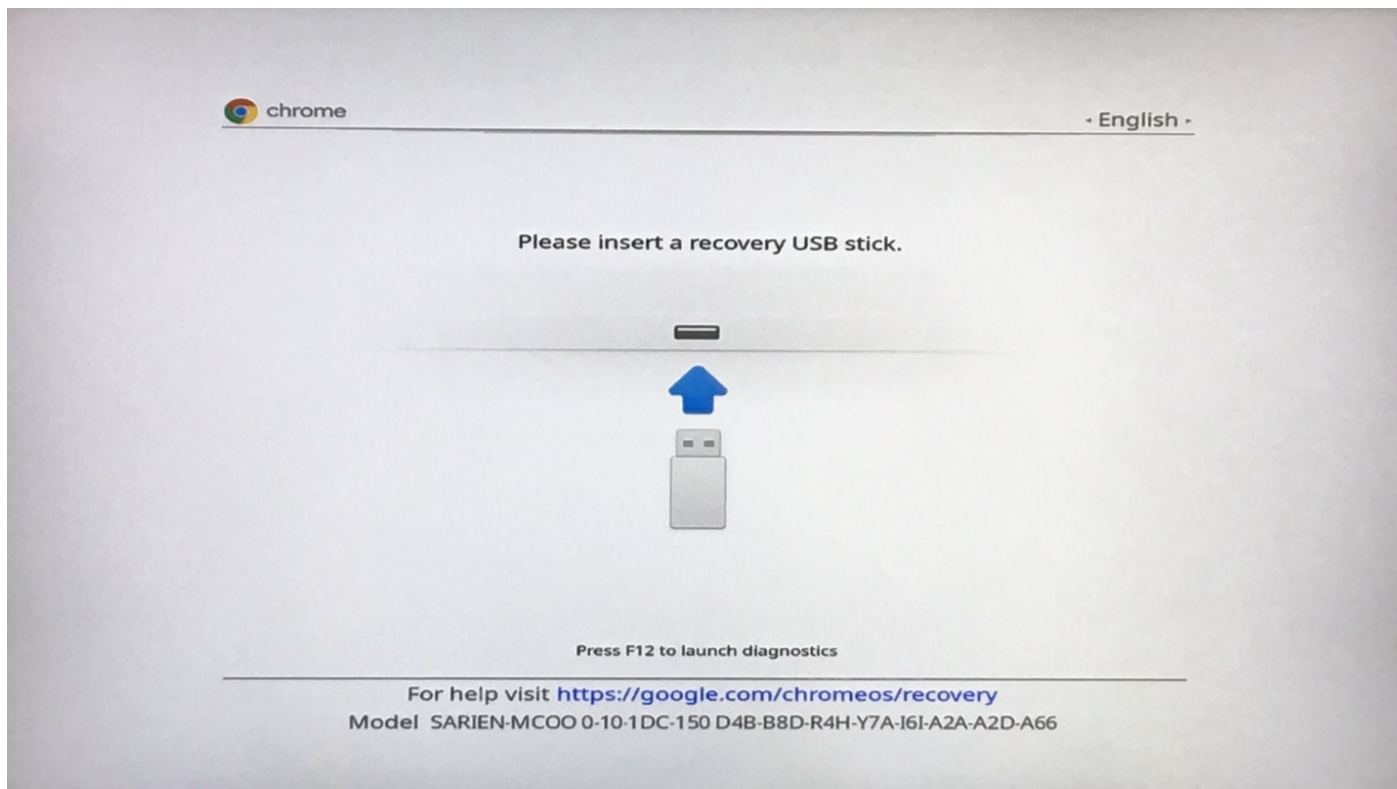 chrome
English
Please insert a recovery USB stick.
Press F12 to launch diagnostics
For help visit https://google.com/chromeos/recovery
Model SARIEN-MCOO 0-10-1DC-150 D4B-B8D-R4H-Y7A-I6I-A2A-A2D-A66